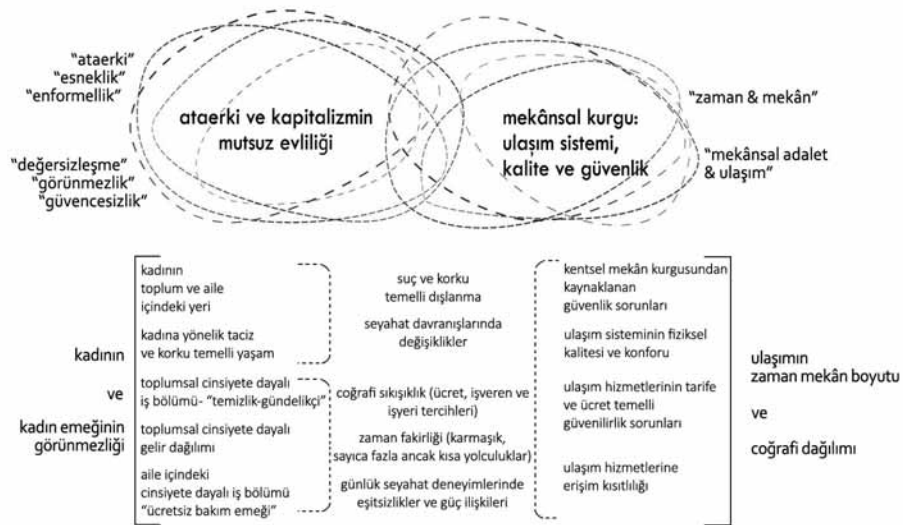 "ataerki"
"esneklik"
"enformellik"
"değersizleşme"
"görünmezlik"
"güvencesizlik"
ataerki ve kapitalizmin
mutsuz evliliği
mekânsal kurgu:
ulaşım sistemi,
kalite ve güvenlik
"zaman & mekân"
"mekânsal adalet
& ulaşım"
kadının
ve
kadın emeğinin
görünmezliği
kadının
toplum ve aile
içindeki yeri
kadına yönelik taciz
ve korku temelli yaşam
toplumsal cinsiyete dayalı
iş bölümü- "temizlik-gündelikçi"
toplumsal cinsiyete dayalı
gelir dağılımı
aile içindeki
cinsiyete dayalı iş bölümü
"ücretsiz bakım emeği"
suç ve korku
temelli dışlanma
seyahat davranışlarında
değişiklikler
coğrafi sıkışıklık (ücret, işveren ve
işyeri tercihleri)
zaman fakirliği (karmaşık,
sayıca fazla ancak kısa yolculuklar)
günlük seyahat deneyimlerinde
eşitsizlikler ve güç ilişkileri
kentsel mekân kurgusundan
kaynaklanan
güvenlik sorunları
ulaşım sisteminin fiziksel
kalitesi ve konforu
ulaşım hizmetlerinin tarife
ve ücret temelli
güvenilirlik sorunları
ulaşım hizmetlerine
erişim kısıtlılığı
ulaşımın
zaman mekân boyutu
ve
coğrafi dağılımı